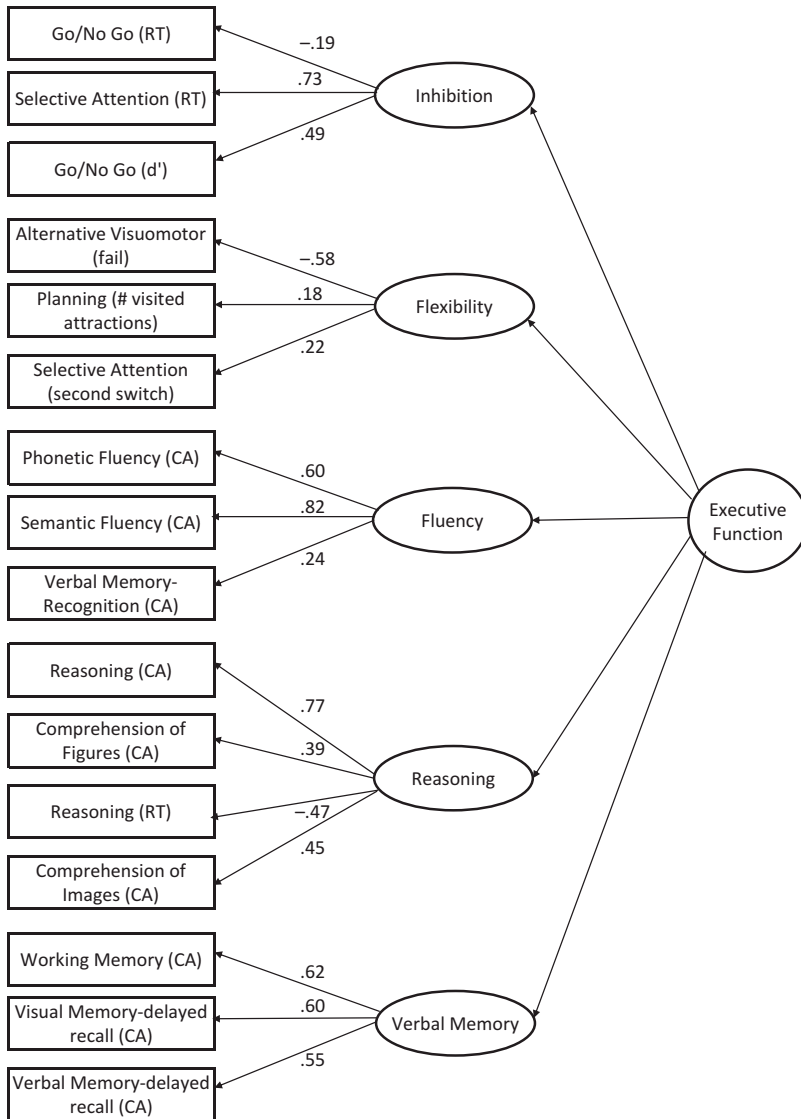 Go/No Go (RT)
–.19
.73
Selective Attention (RT)
Inhibition
.49
Go/No Go (d')
Alternative Visuomotor
(fail)
–.58
Planning (# visited
attractions)
.18
Flexibility
.22
Selective Attention
(second switch)
Phonetic Fluency (CA)
.60
.82
Semantic Fluency (CA)
Fluency
Executive
Function
.24
Verbal Memory-
Recognition (CA)
Reasoning (CA)
.77
Comprehension of
Figures (CA)
.39
Reasoning
Reasoning (RT)
–.47
.45
Comprehension of
Images (CA)
Working Memory (CA)
.62
.60
Visual Memory-delayed
recall (CA)
Verbal Memory
.55
Verbal Memory-delayed
recall (CA)